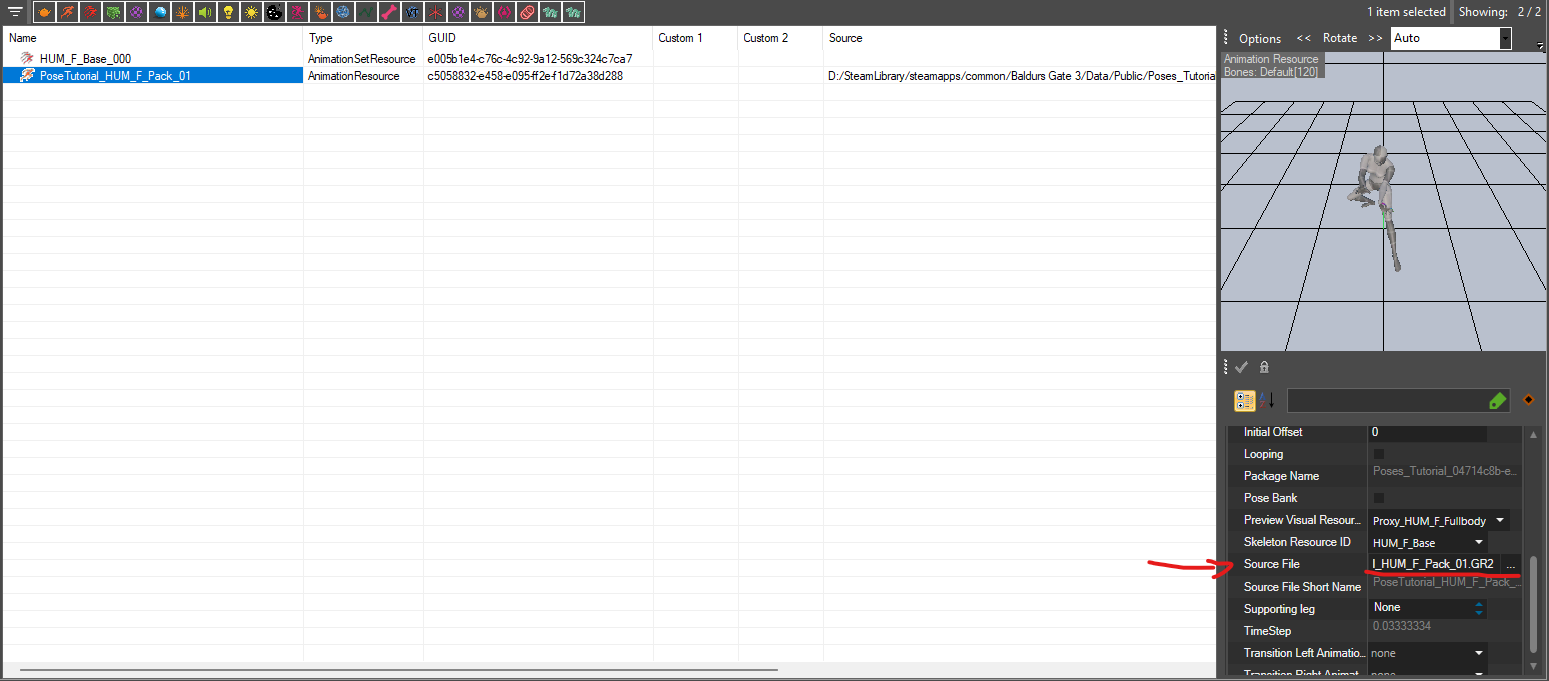 1 item selected Showing: 2 / 2
Name Type GUID Custom 1 Custom 2 Source
HUM_F_Base_000 AnimationSetResource e005b1e4-c76c-4c92-9a12-569c324c7ca7
PoseTutorial_HUM_F_Pack_01 AnimationResource c5058832-e458-e095-ff2e-f1d72a38d288 D:/SteamLibrary/steamapps/common/Baldurs Gate 3/Data/Public/Poses_Tutorial
Options << Rotate >> Auto
Animation Resource
Bones: Default[120]
Initial Offset 0
Looping
Package Name Poses_Tutorial_04714c8b-e...
Pose Bank
Preview Visual Resour... Proxy_HUM_F_Fullbody
Skeleton Resource ID HUM_F_Base
Source File l_HUM_F_Pack_01.GR2 ...
Source File Short Name PoseTutorial_HUM_F_Pack_...
Supporting leg None
TimeStep 0.03333334
Transition Left Animatio... none
Transition Right Animat... none